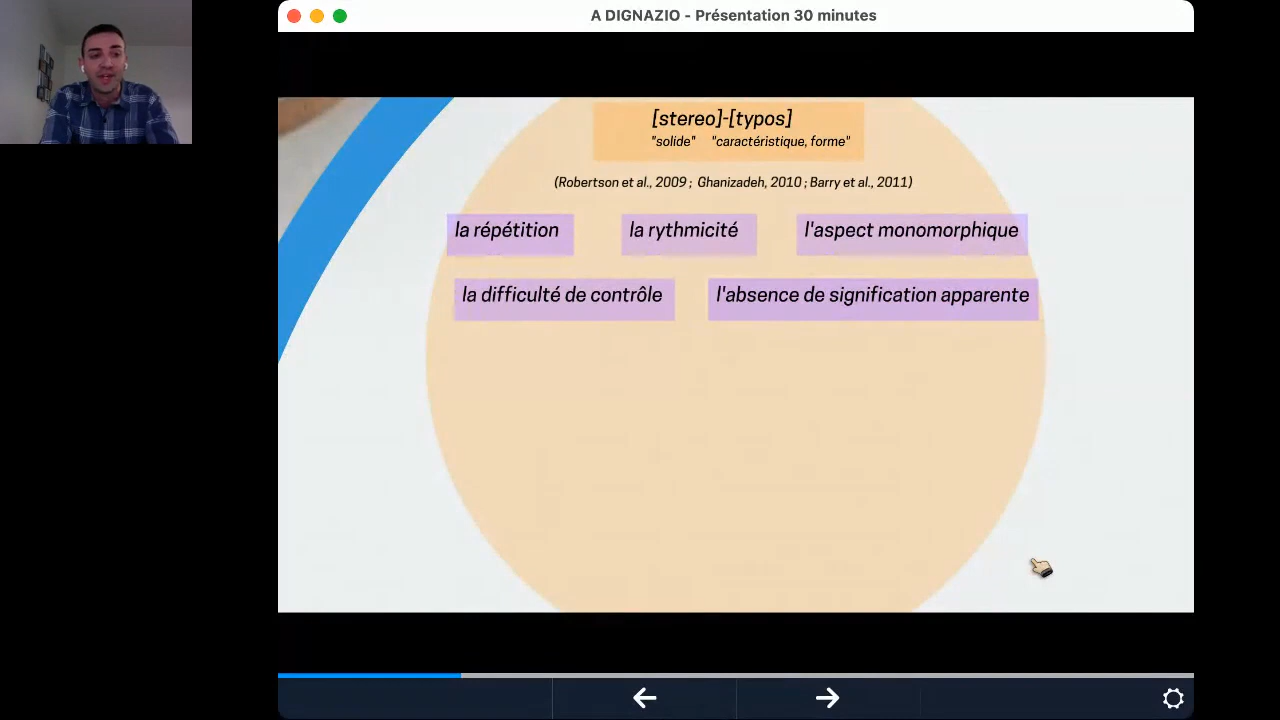 A DIGNAZIO - Présentation 30 minutes
[stereo]-[typos]
"solide" "caractéristique, forme"
(Robertson et al., 2009 ; Ghanizadeh, 2010 ; Barry et al., 2011)
la répétition la rythmicité l'aspect monomorphique
la difficulté de contrôle l'absence de signification apparente